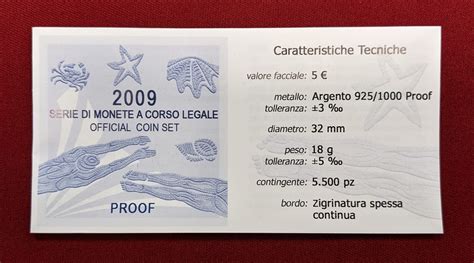 2009
SERIE DI MONETE A CORSO LEGALE
OFFICIAL COIN SET
PROOF
Caratteristiche Tecniche
valore facciale: 5 €
metallo: Argento 925/1000 Proof
tolleranza: ±3 ‰
diametro: 32 mm
peso: 18 g
tolleranza: ±5 ‰
contingente: 5.500 pz
bordo: zigrinatura spessa
continua